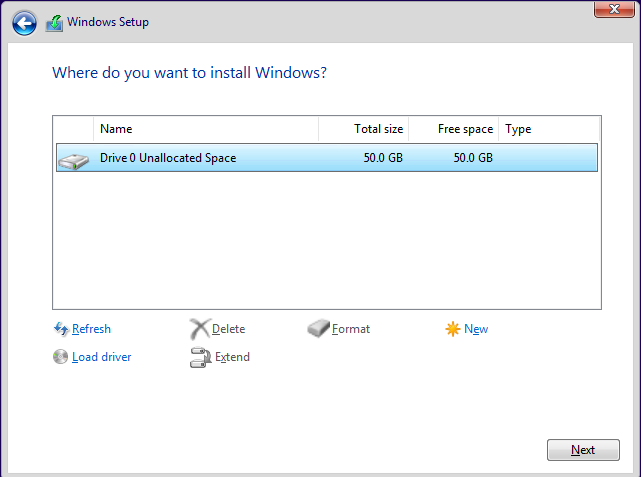 Windows Setup
Where do you want to install Windows?
Name Total size Free space Type
Drive 0 Unallocated Space 50.0 GB 50.0 GB
Refresh Delete Format New
Load driver Extend
Next